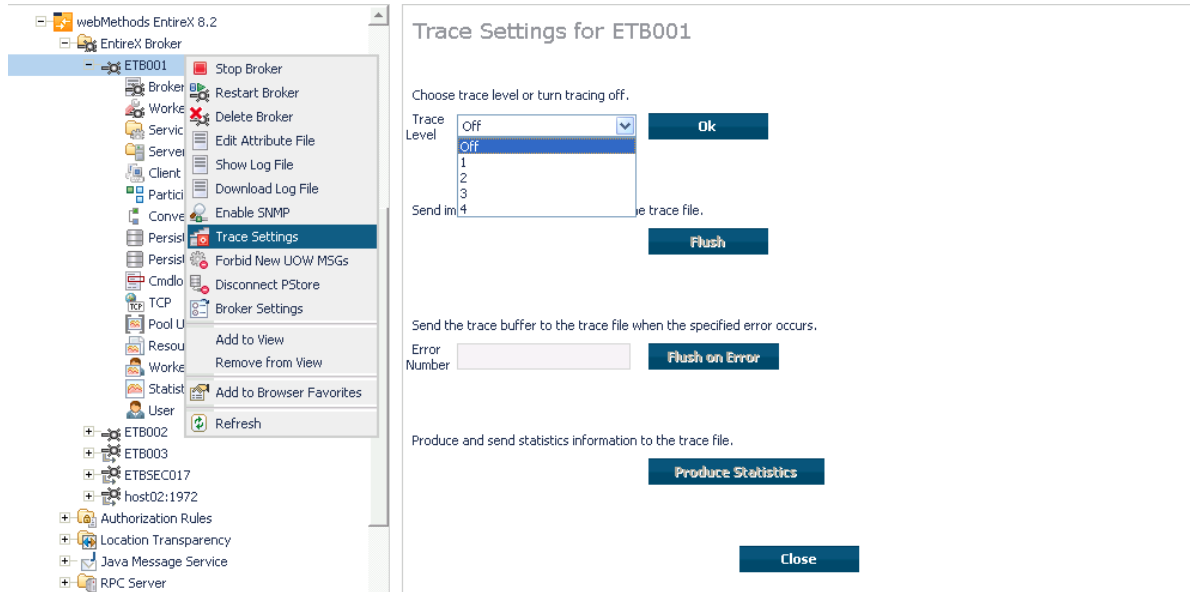 webMethods EntireX 8.2
EntireX Broker
ETB001
Broker
Worke
Servic
Server
Client
Partici
Conve
Persist
Persist
Cmdlo
TCP
Pool U
Resou
Worke
Statist
User
ETB002
ETB003
ETBSEC017
host02:1972
Authorization Rules
Location Transparency
Java Message Service
RPC Server
Stop Broker
Restart Broker
Delete Broker
Edit Attribute File
Show Log File
Download Log File
Enable SNMP
Trace Settings
Forbid New UOW MSGs
Disconnect PStore
Broker Settings
Add to View
Remove from View
Add to Browser Favorites
Refresh
Trace Settings for ETB001
Choose trace level or turn tracing off.
Trace Level
Off
Ok
Off
1
2
3
4
Send im e trace file.
Flush
Send the trace buffer to the trace file when the specified error occurs.
Error Number
Flush on Error
Produce and send statistics information to the trace file.
Produce Statistics
Close